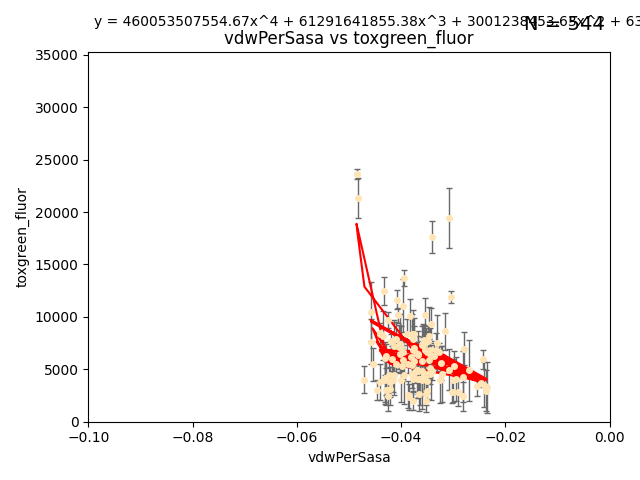 y = 460053507554.67x^4 + 61291641855.38x^3 +
N = 544
vdwPerSasa vs toxgreen_fluor
35000
30000
25000
20000
15000
10000
5000
0
toxgreen_fluor
−0.10 −0.08 −0.06 −0.04 −0.02 0.00
vdwPerSasa